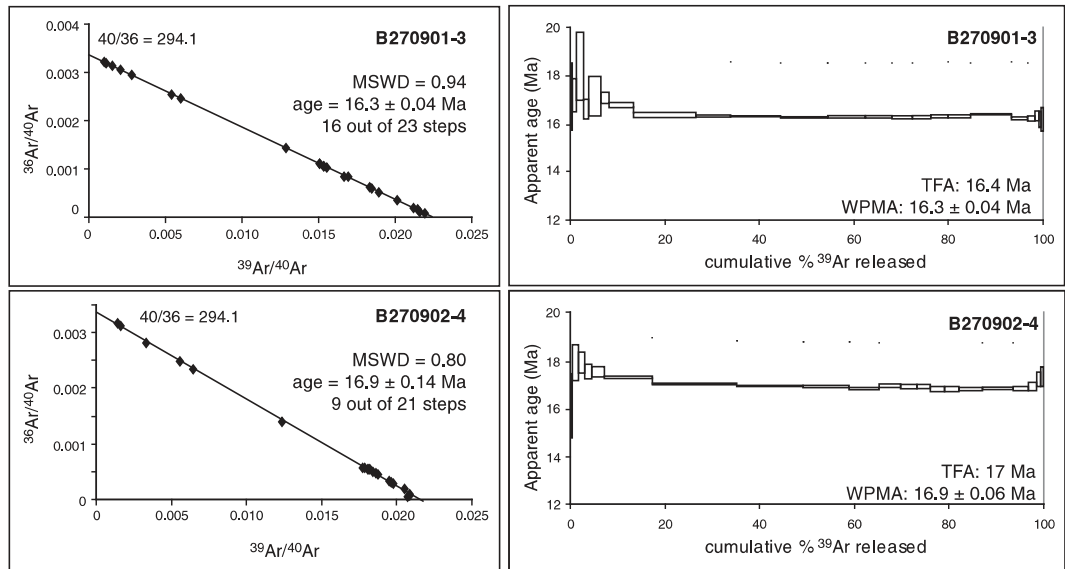 40/36 = 294.1
B270901-3
MSWD = 0.94
age = 16.3 ± 0.04 Ma
16 out of 23 steps
36Ar/40Ar
0.004
0.003
0.002
0.001
0
0 0.005 0.010 0.015 0.020 0.025
39Ar/40Ar
B270901-3
Apparent age (Ma)
20
18
16
14
12
TFA: 16.4 Ma
WPMA: 16.3 ± 0.04 Ma
0 20 40 60 80 100
cumulative % 39Ar released
40/36 = 294.1
B270902-4
MSWD = 0.80
age = 16.9 ± 0.14 Ma
9 out of 21 steps
36Ar/40Ar
0.003
0.002
0.001
0
0.000 0.005 0.010 0.015 0.020 0.025
39Ar/40Ar
B270902-4
Apparent age (Ma)
20
18
16
14
12
TFA: 17 Ma
WPMA: 16.9 ± 0.06 Ma
0 20 40 60 80 100
cumulative % 39Ar released